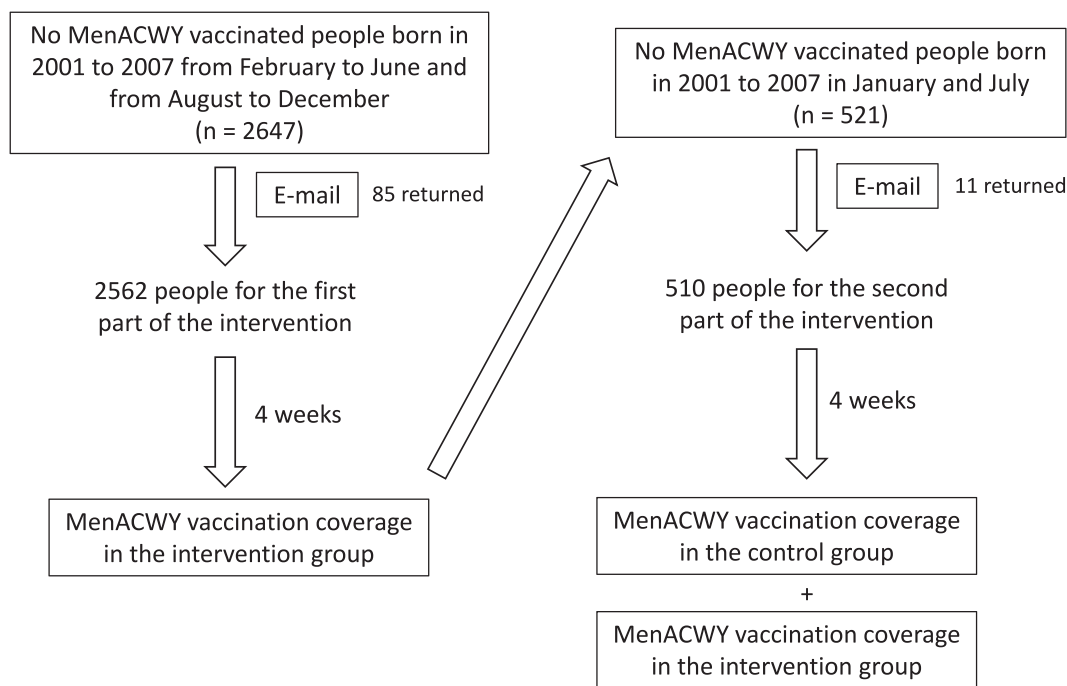 No MenACWY vaccinated people born in
2001 to 2007 from February to June and
from August to December
(n = 2647)
E-mail
85 returned
2562 people for the first
part of the intervention
4 weeks
MenACWY vaccination coverage
in the intervention group
No MenACWY vaccinated people born
in 2001 to 2007 in January and July
(n = 521)
E-mail
11 returned
510 people for the second
part of the intervention
4 weeks
MenACWY vaccination coverage
in the control group
+
MenACWY vaccination coverage
in the intervention group